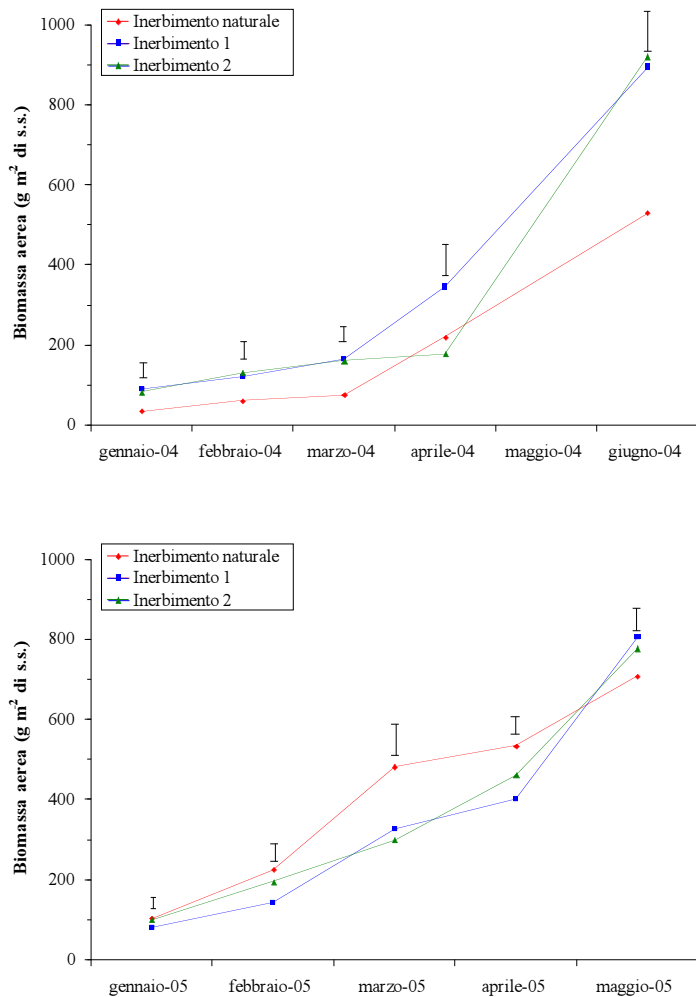 Inerbimento naturale
Inerbimento 1
Inerbimento 2
Biomassa aerea (g m⁻² di s.s.)
1000
800
600
400
200
0
gennaio-04 febbraio-04 marzo-04 aprile-04 maggio-04 giugno-04
Inerbimento naturale
Inerbimento 1
Inerbimento 2
Biomassa aerea (g m⁻² di s.s.)
1000
800
600
400
200
0
gennaio-05 febbraio-05 marzo-05 aprile-05 maggio-05